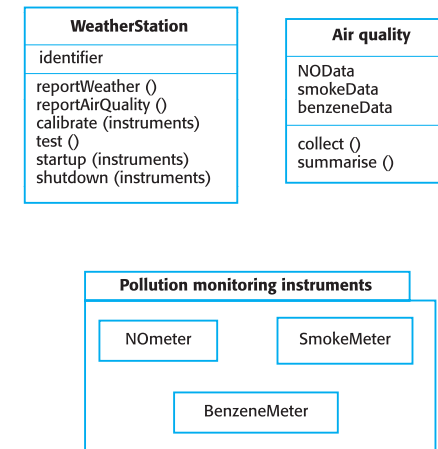 WeatherStation
identifier
reportWeather ()
reportAirQuality ()
calibrate (instruments)
test ()
startup (instruments)
shutdown (instruments)
Air quality
NOData
smokeData
benzeneData
collect ()
summarise ()
Pollution monitoring instruments
NOmeter
SmokeMeter
BenzeneMeter